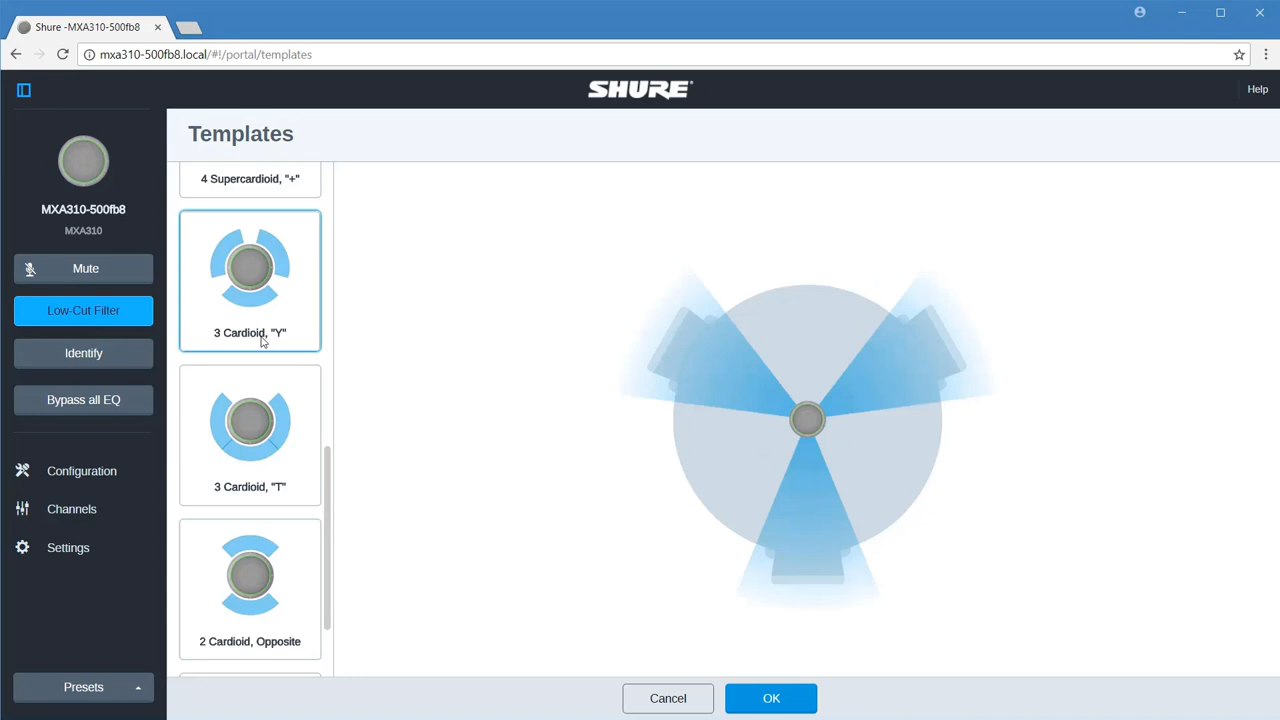 Shure -MXA310-500fb8
mxa310-500fb8.local/#!/portal/templates
SHURE
Help
MXA310-500fb8
MXA310
Mute
Low-Cut Filter
Identify
Bypass all EQ
Configuration
Channels
Settings
Presets
Templates
4 Supercardioid, "+"
3 Cardioid, "Y"
3 Cardioid, "T"
2 Cardioid, Opposite
Cancel
OK